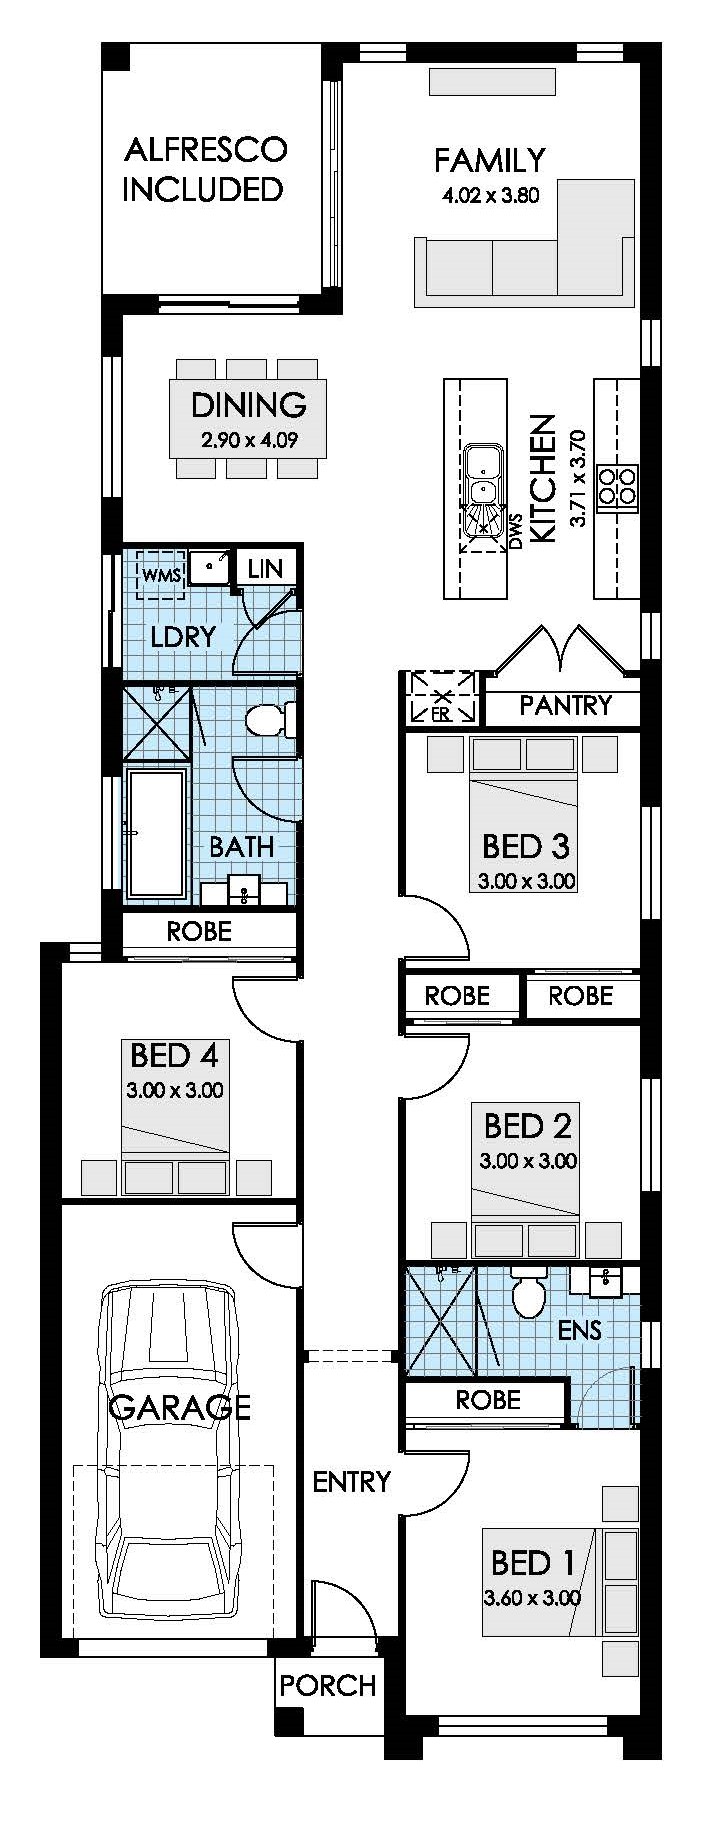 ALFRESCO
INCLUDED
FAMILY
4.02 x 3.80
DINING
2.90 x 4.09
KITCHEN
3.71 x 3.70
DWS
WMS
LIN
LDRY
FR
PANTRY
BATH
BED 3
3.00 x 3.00
ROBE
ROBE
ROBE
BED 4
3.00 x 3.00
BED 2
3.00 x 3.00
ENS
ROBE
GARAGE
ENTRY
BED 1
3.60 x 3.00
PORCH